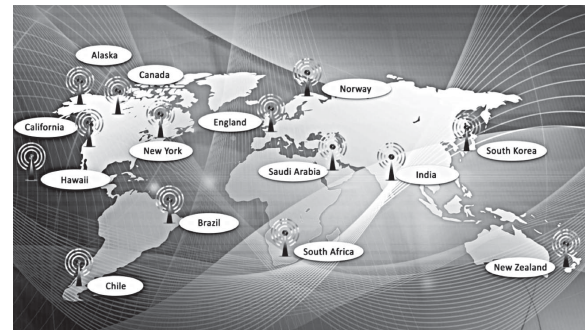 Alaska
Canada
Norway
California
England
New York
South Korea
Saudi Arabia
Hawaii
India
Brazil
South Africa
New Zealand
Chile